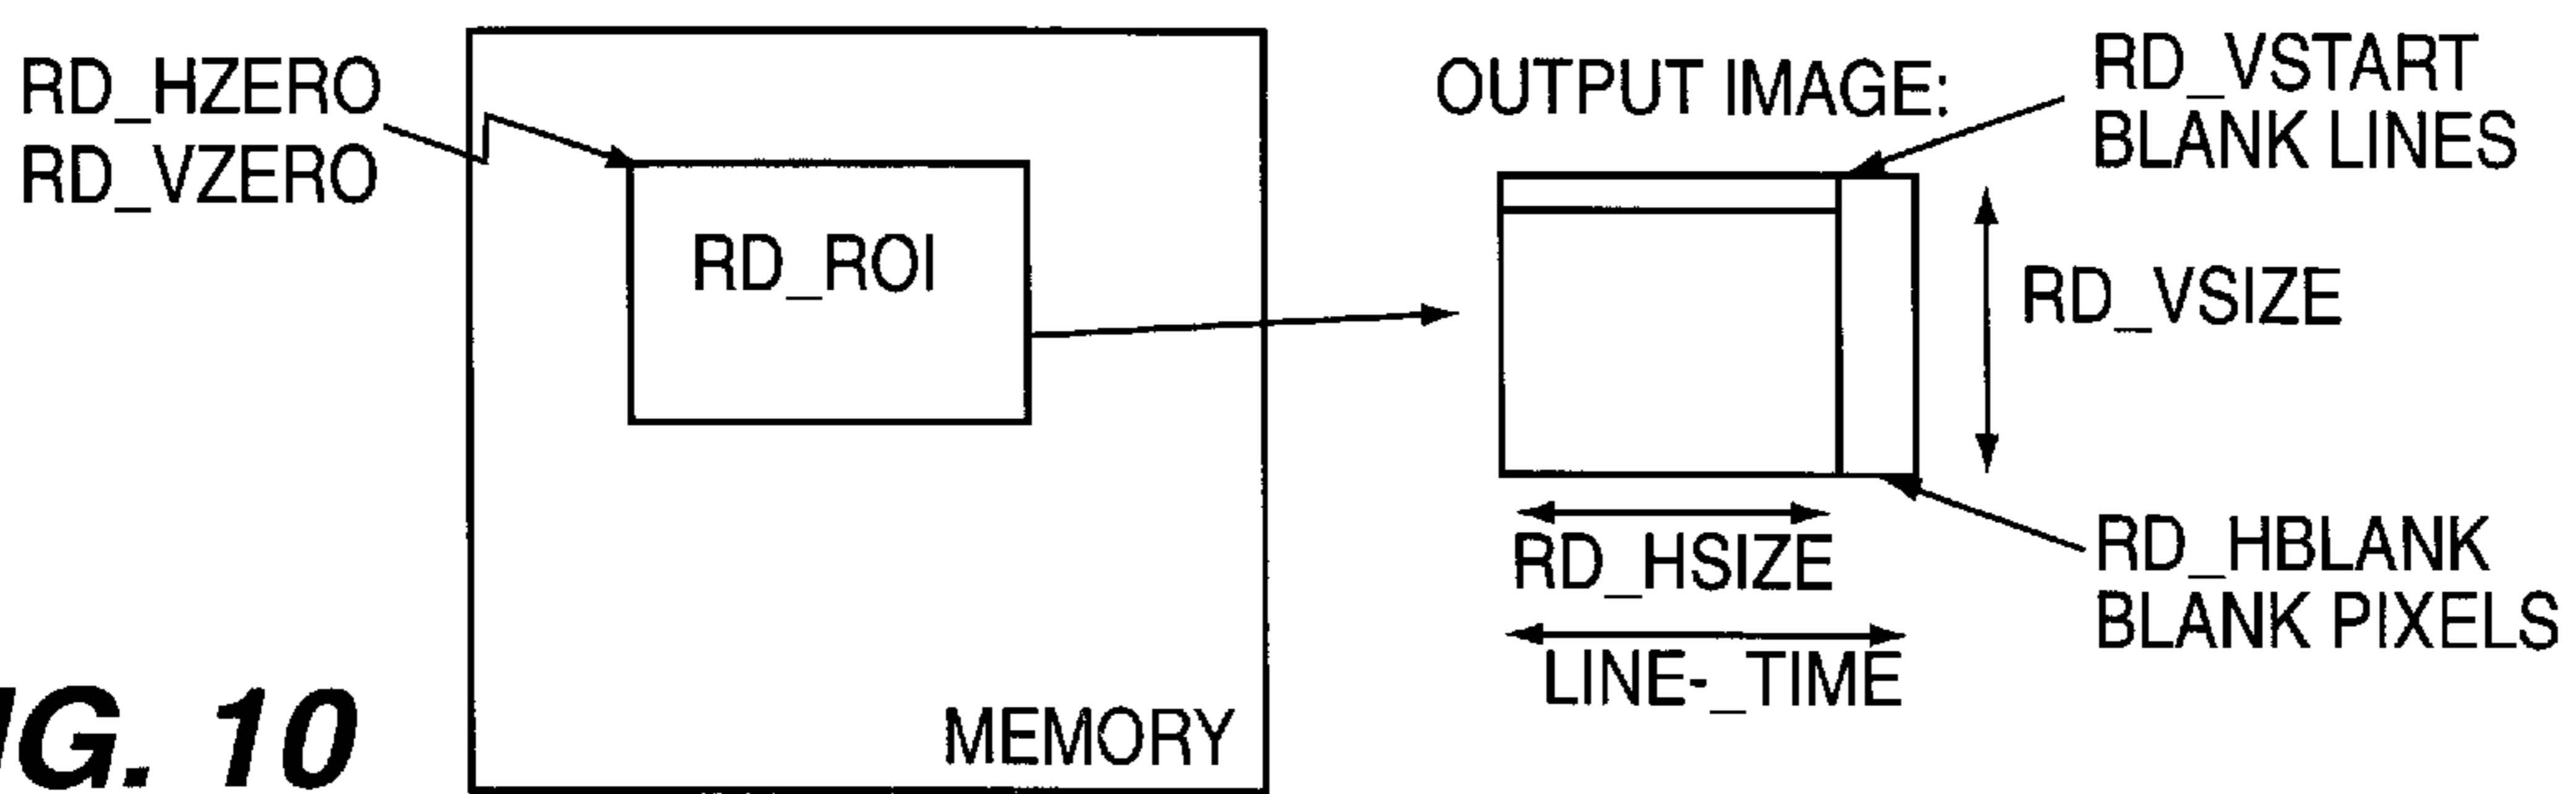 RD_HZERO
RD_VZERO
RD_ROI
MEMORY
OUTPUT IMAGE:
RD_VSTART
BLANK LINES
RD_VSIZE
RD_HSIZE
LINE-_TIME
RD_HBLANK
BLANK PIXELS
IG. 10